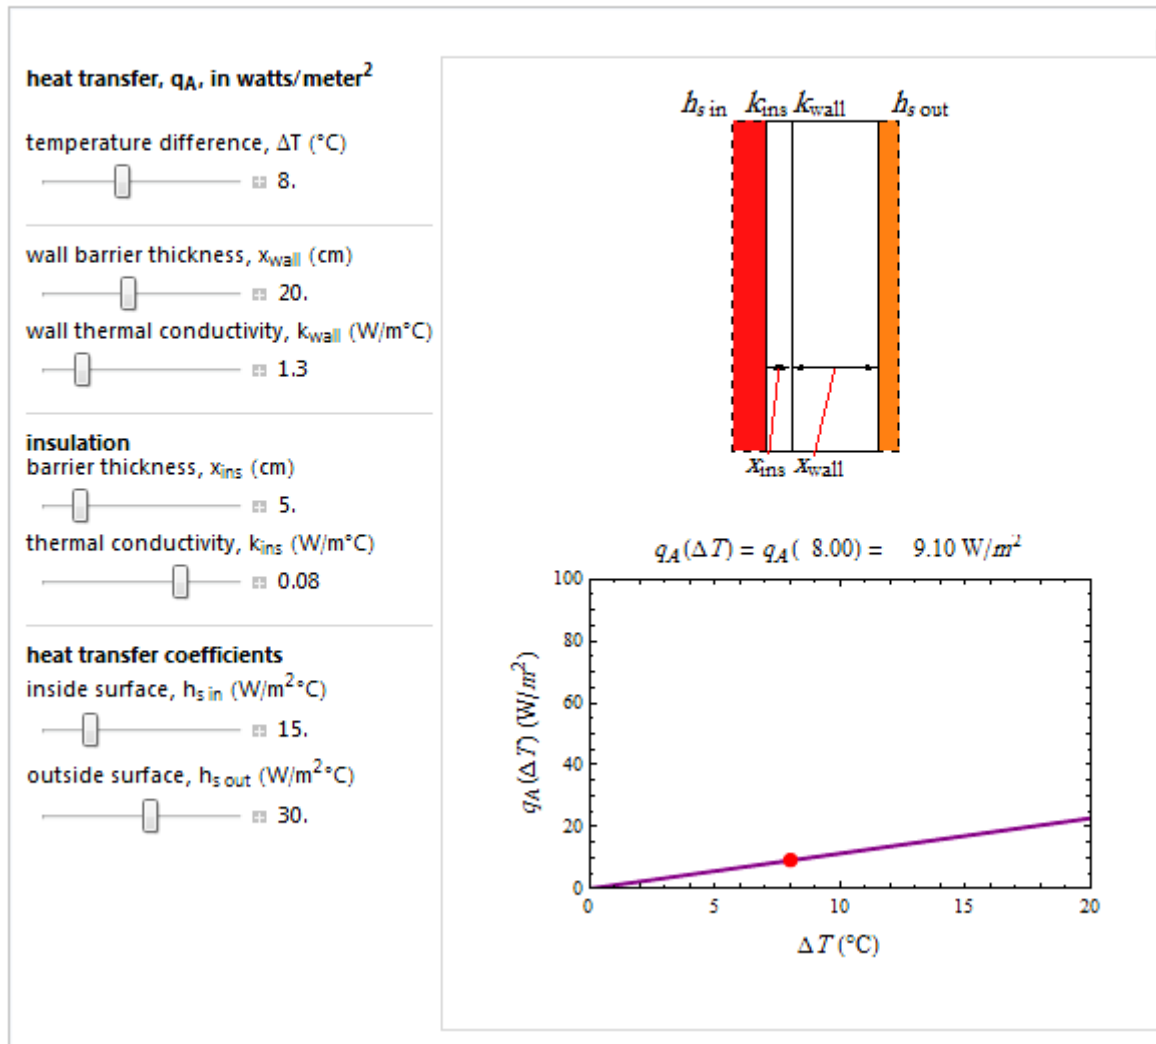 heat transfer, qA, in watts/meter²
temperature difference, ΔT (°C)
8.
wall barrier thickness, xwall (cm)
20.
wall thermal conductivity, kwall (W/m°C)
1.3
insulation
barrier thickness, xins (cm)
5.
thermal conductivity, kins (W/m°C)
0.08
heat transfer coefficients
inside surface, hs in (W/m²°C)
15.
outside surface, hs out (W/m²°C)
30.
hs in kins kwall hs out
xins xwall
qA(ΔT) = qA( 8.00) = 9.10 W/m²
100
80
60
40
20
0
qA(ΔT) (W/m²)
0 5 10 15 20
ΔT (°C)